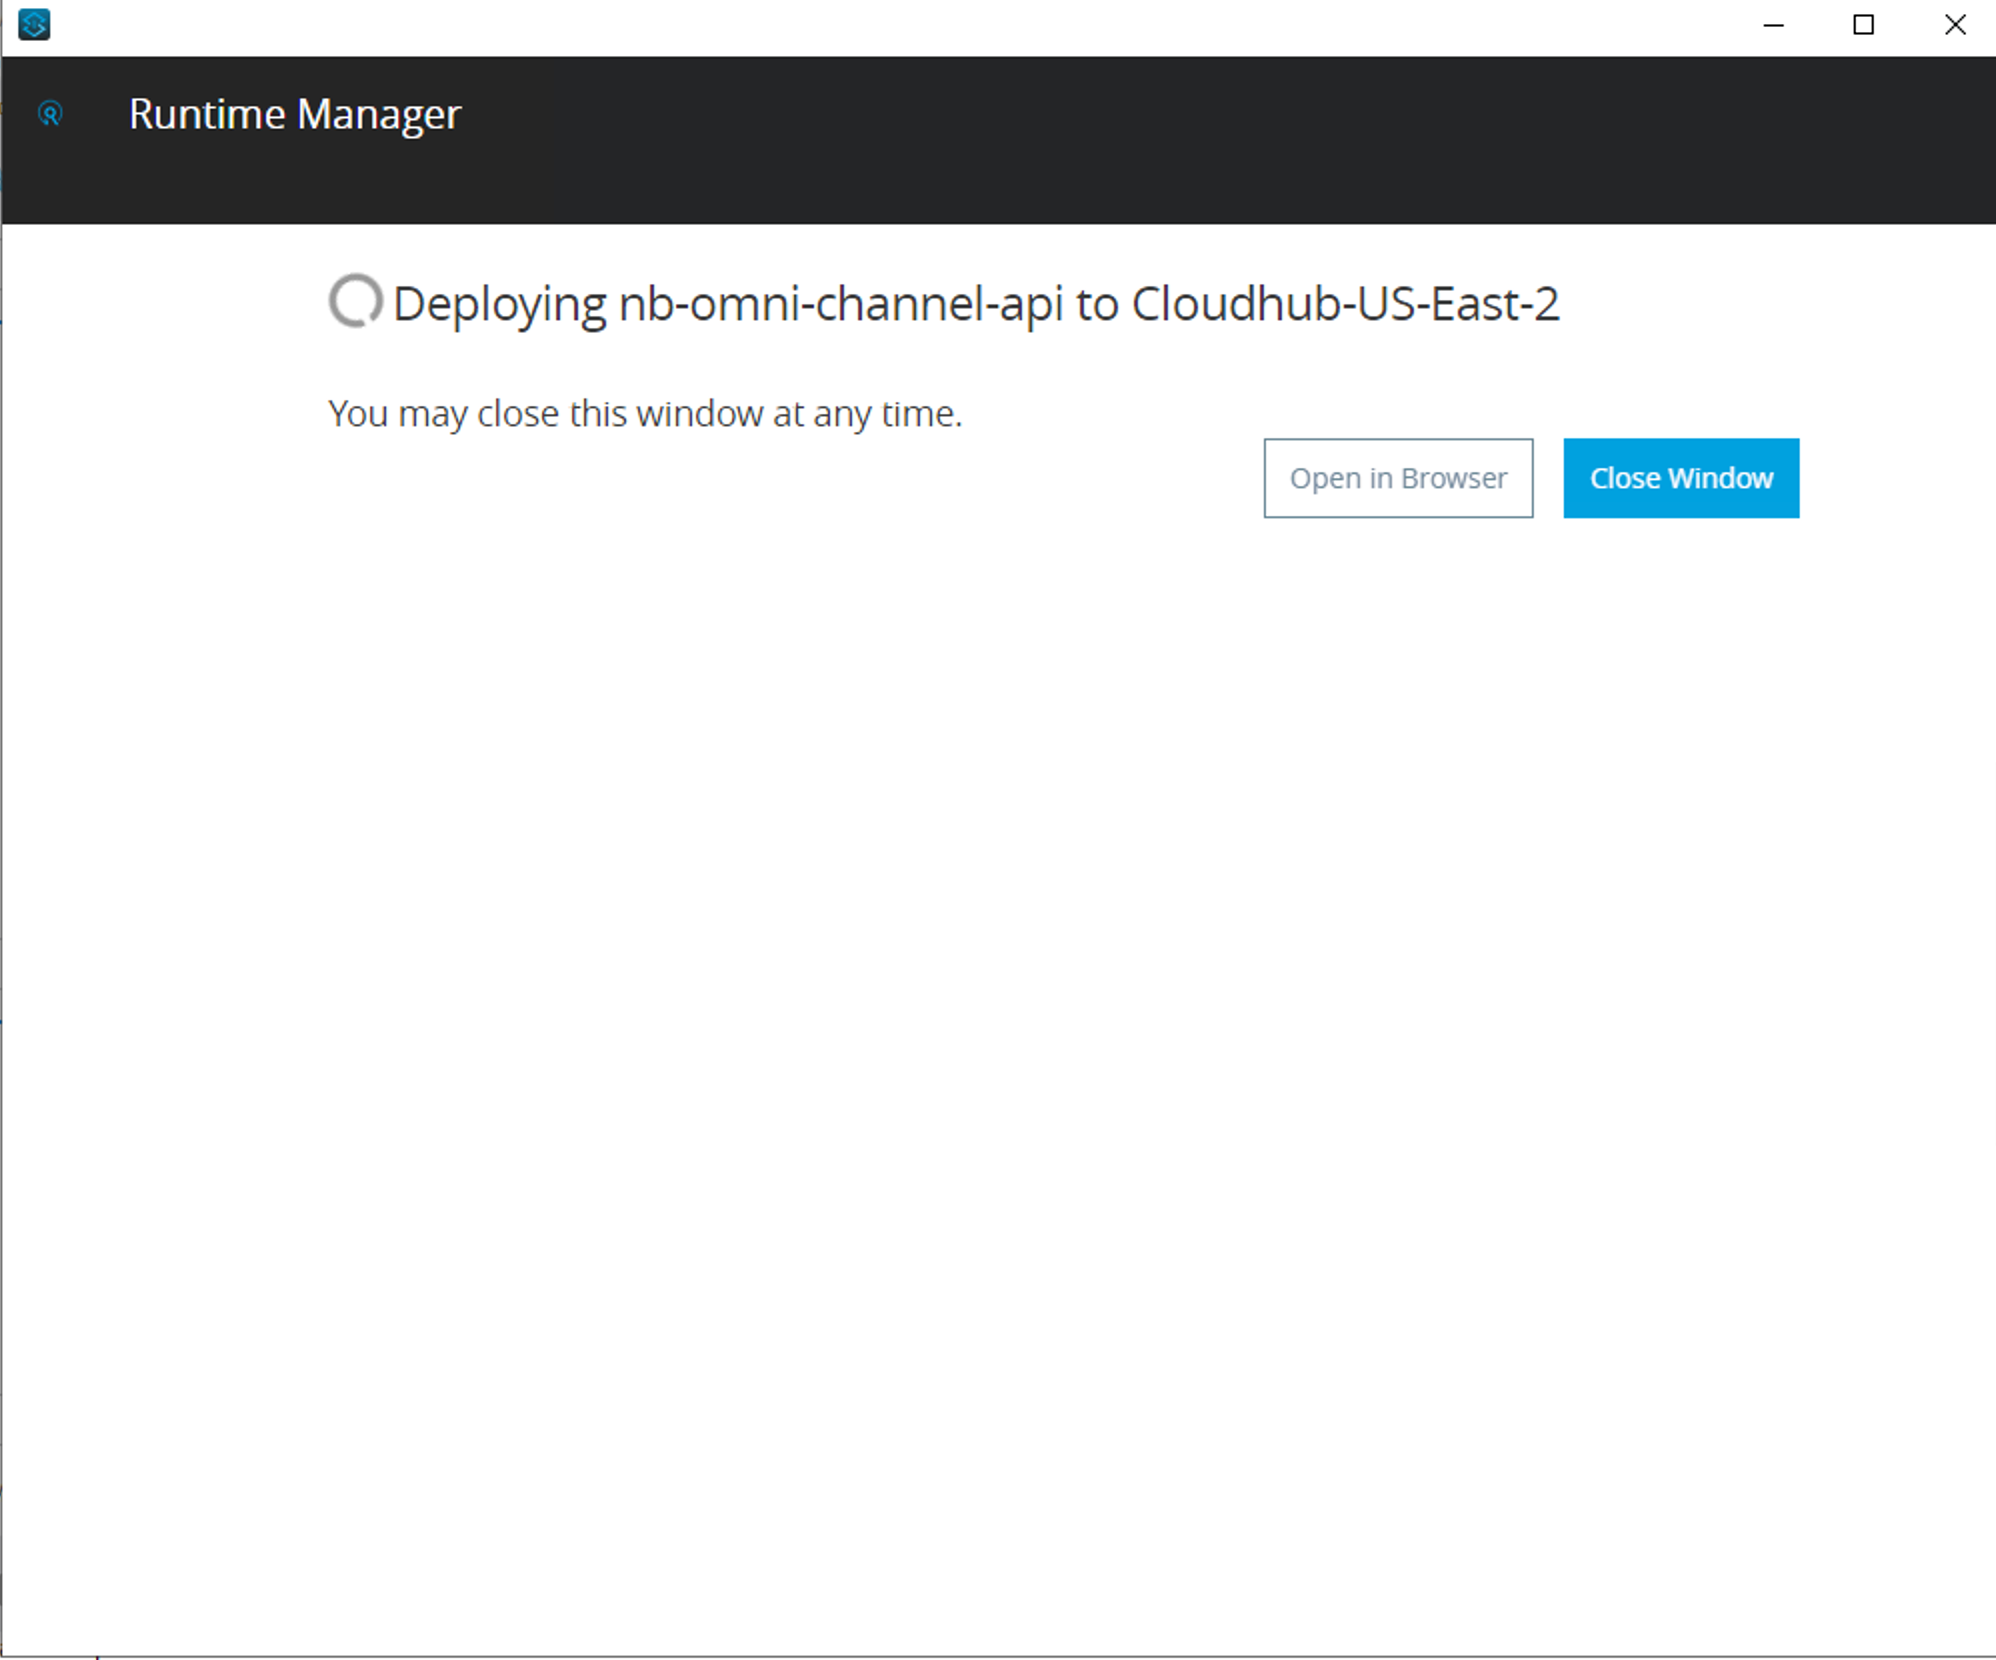 Runtime Manager
Deploying nb-omni-channel-api to Cloudhub-US-East-2
You may close this window at any time.
Open in Browser
Close Window